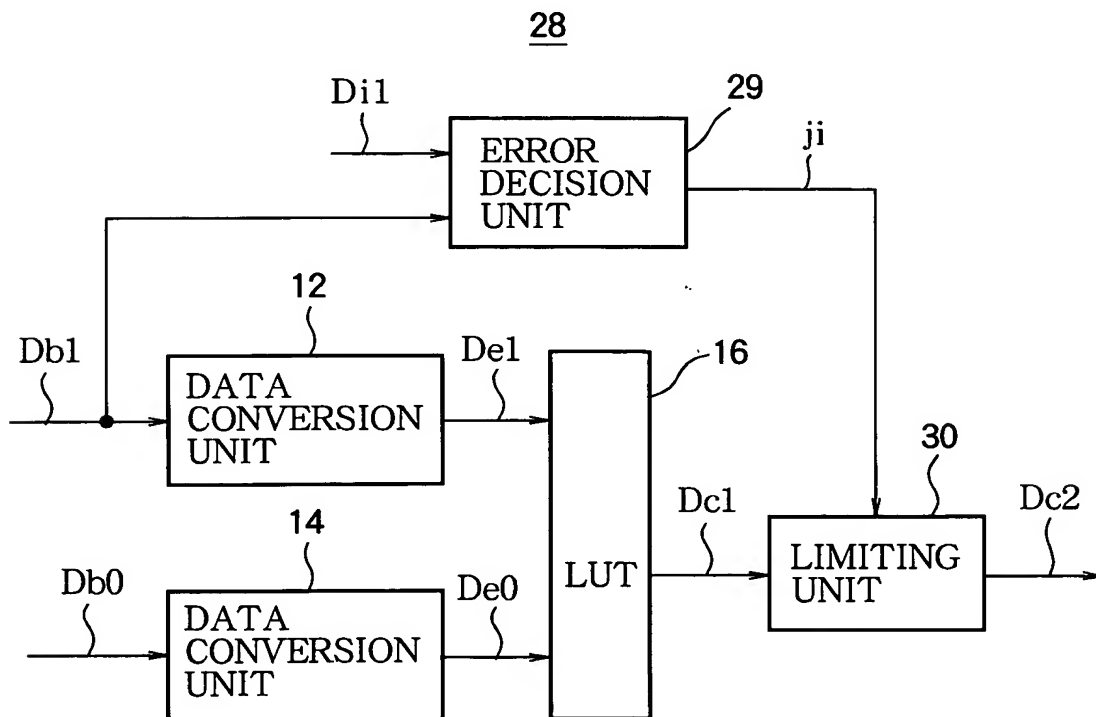 28
Di1
29
ERROR
DECISION
UNIT
ji
12
Db1
DATA
CONVERSION
UNIT
De1
16
LUT
14
Db0
DATA
CONVERSION
UNIT
De0
Dc1
30
LIMITING
UNIT
Dc2